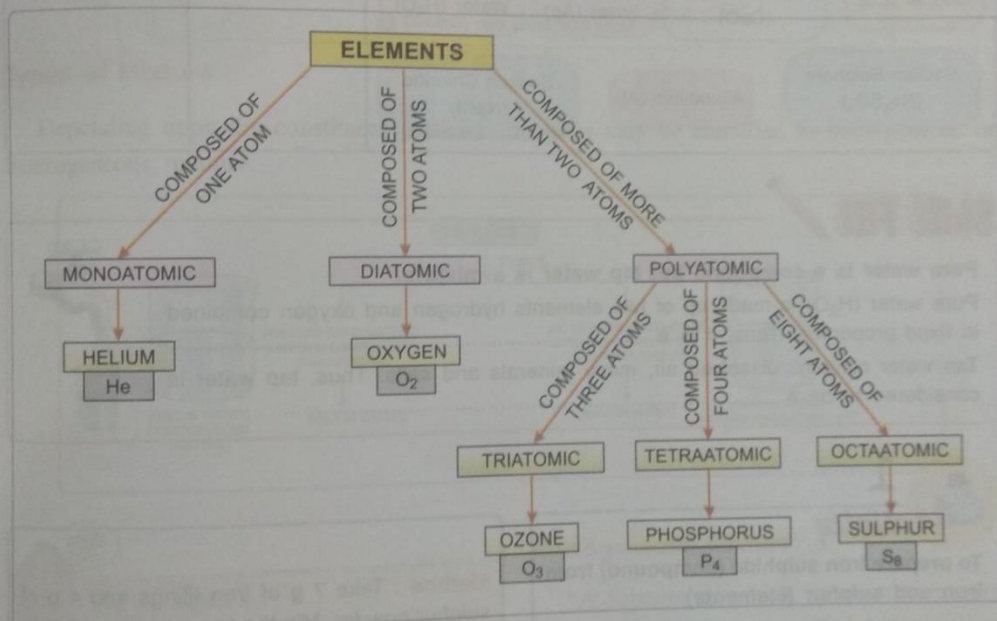 ELEMENTS
COMPOSED OF
ONE ATOM
COMPOSED OF
TWO ATOMS
COMPOSED OF MORE
THAN TWO ATOMS
MONOATOMIC
DIATOMIC
POLYATOMIC
HELIUM
He
OXYGEN
O₂
COMPOSED OF
THREE ATOMS
COMPOSED OF
FOUR ATOMS
COMPOSED OF
EIGHT ATOMS
TRIATOMIC
TETRAATOMIC
OCTAATOMIC
OZONE
O₃
PHOSPHORUS
P₄
SULPHUR
S₈